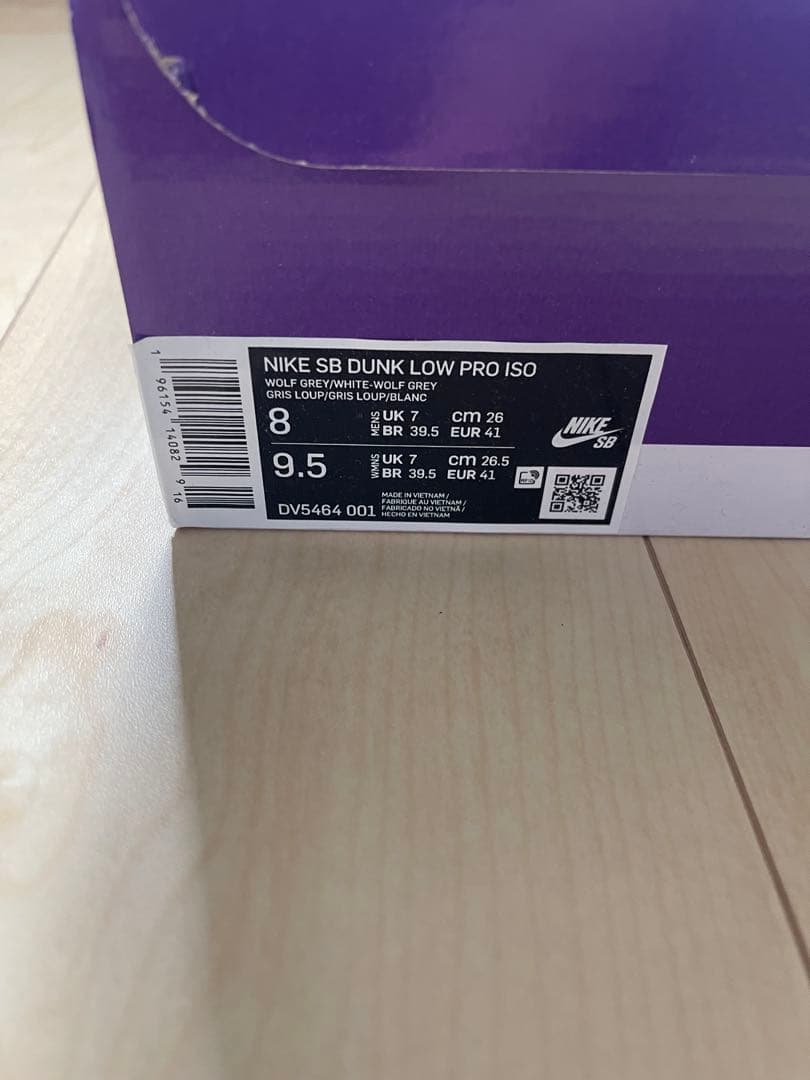 NIKE SB DUNK LOW PRO ISO
WOLF GREY/WHITE-WOLF GREY
GRIS LOUP/GRIS LOUP/BLANC
8 MENS UK 7 cm 26
BR 39.5 EUR 41
9.5 WMNS UK 7 cm 26.5
BR 39.5 EUR 41
DV5464 001
MADE IN VIETNAM /
FABRIQUE AU VIETNAM /
FABRICADO NO VIETNÃ /
HECHO EN VIETNAM
NIKE
SB
1 96154 14082 9 16